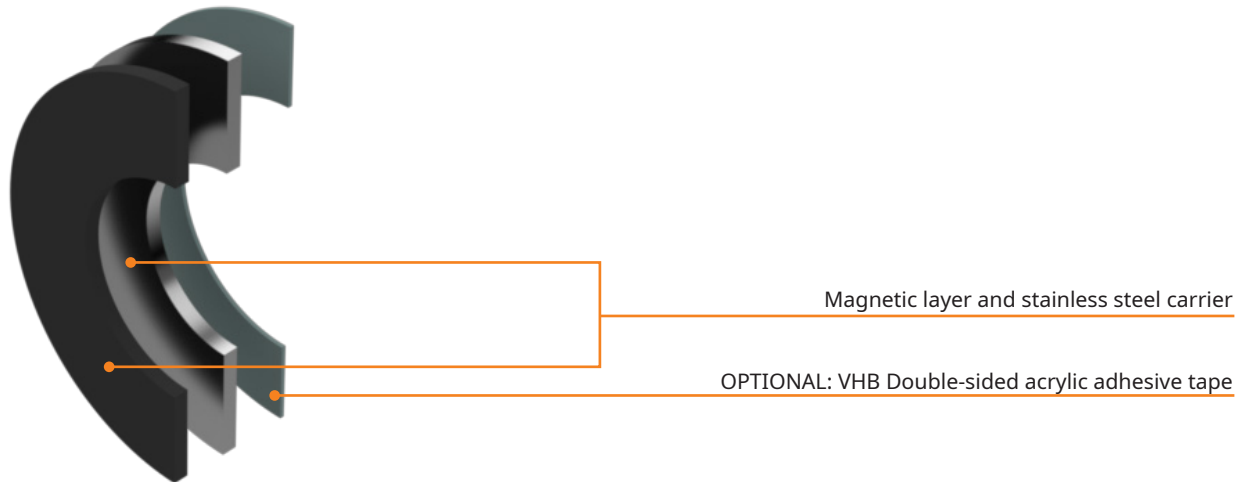 Magnetic layer and stainless steel carrier
OPTIONAL: VHB Double-sided acrylic adhesive tape